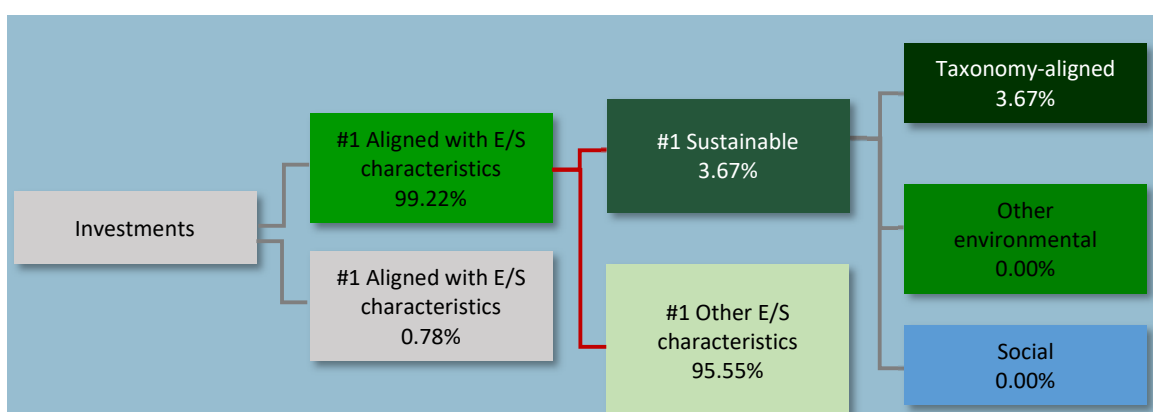 Investments
#1 Aligned with E/S
characteristics
99.22%
#1 Aligned with E/S
characteristics
0.78%
#1 Sustainable
3.67%
#1 Other E/S
characteristics
95.55%
Taxonomy-aligned
3.67%
Other
environmental
0.00%
Social
0.00%